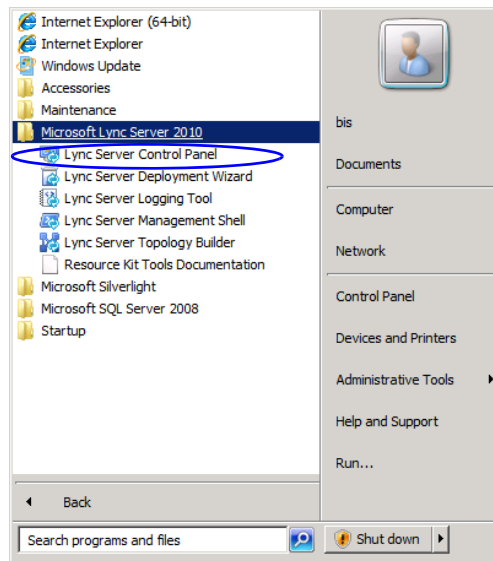 Internet Explorer (64-bit)
Internet Explorer
Windows Update
Accessories
Maintenance
Microsoft Lync Server 2010
Lync Server Control Panel
Lync Server Deployment Wizard
Lync Server Logging Tool
Lync Server Management Shell
Lync Server Topology Builder
Resource Kit Tools Documentation
Microsoft Silverlight
Microsoft SQL Server 2008
Startup
Back
Search programs and files
bis
Documents
Computer
Network
Control Panel
Devices and Printers
Administrative Tools
Help and Support
Run...
Shut down